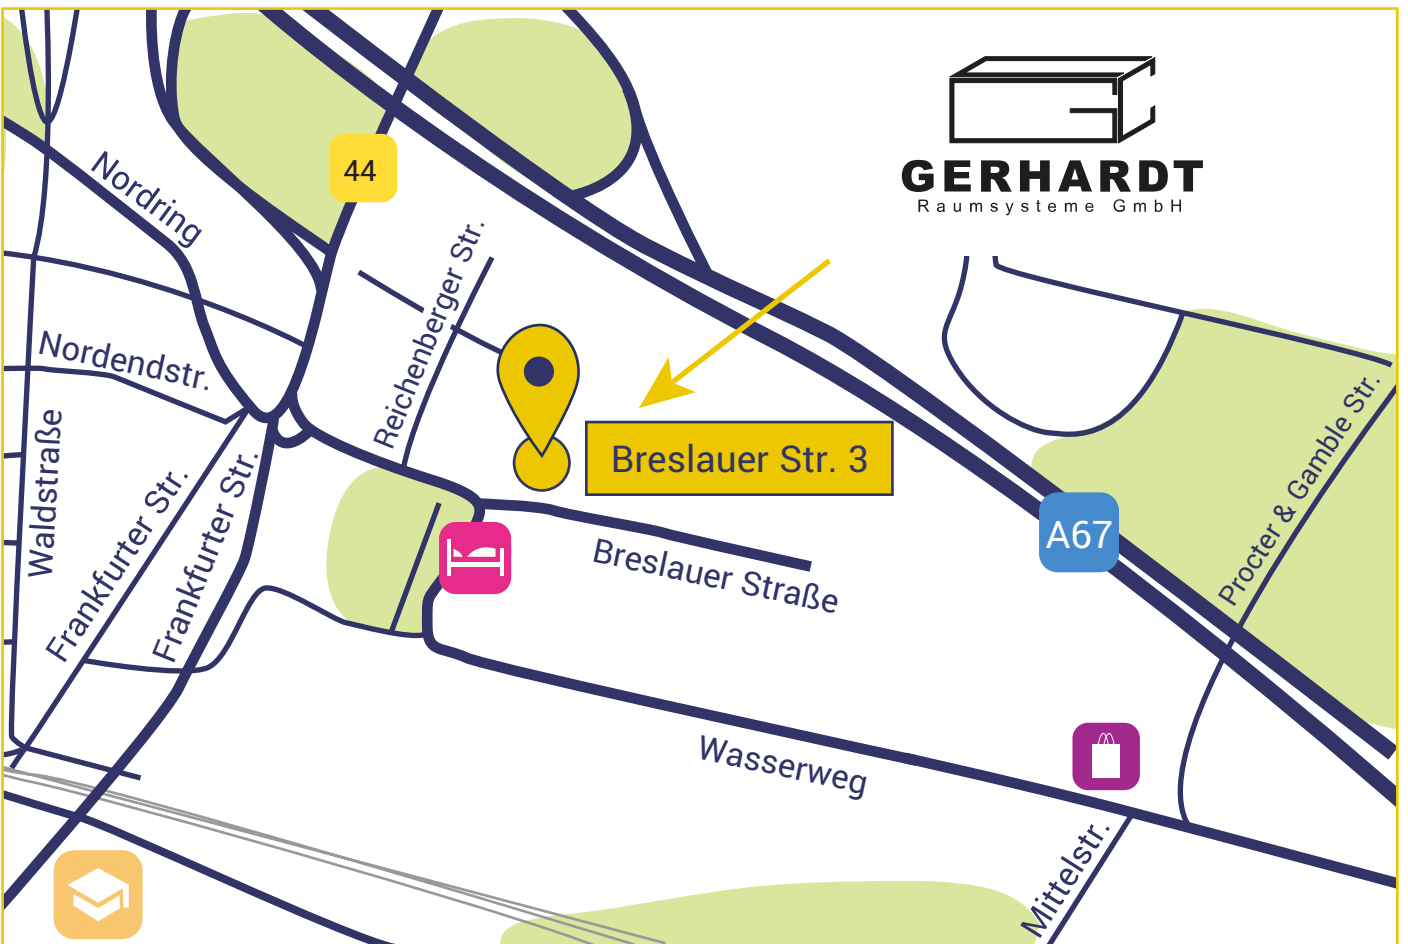 GERHARDT
Raumsysteme GmbH
44
Nordring
Reichenberger Str.
Nordendstr.
Procter & Gamble Str.
Waldstraße
Breslauer Str. 3
Frankfurter Str.
Frankfurter Str.
A67
Breslauer Straße
Wasserweg
Mittelstr.